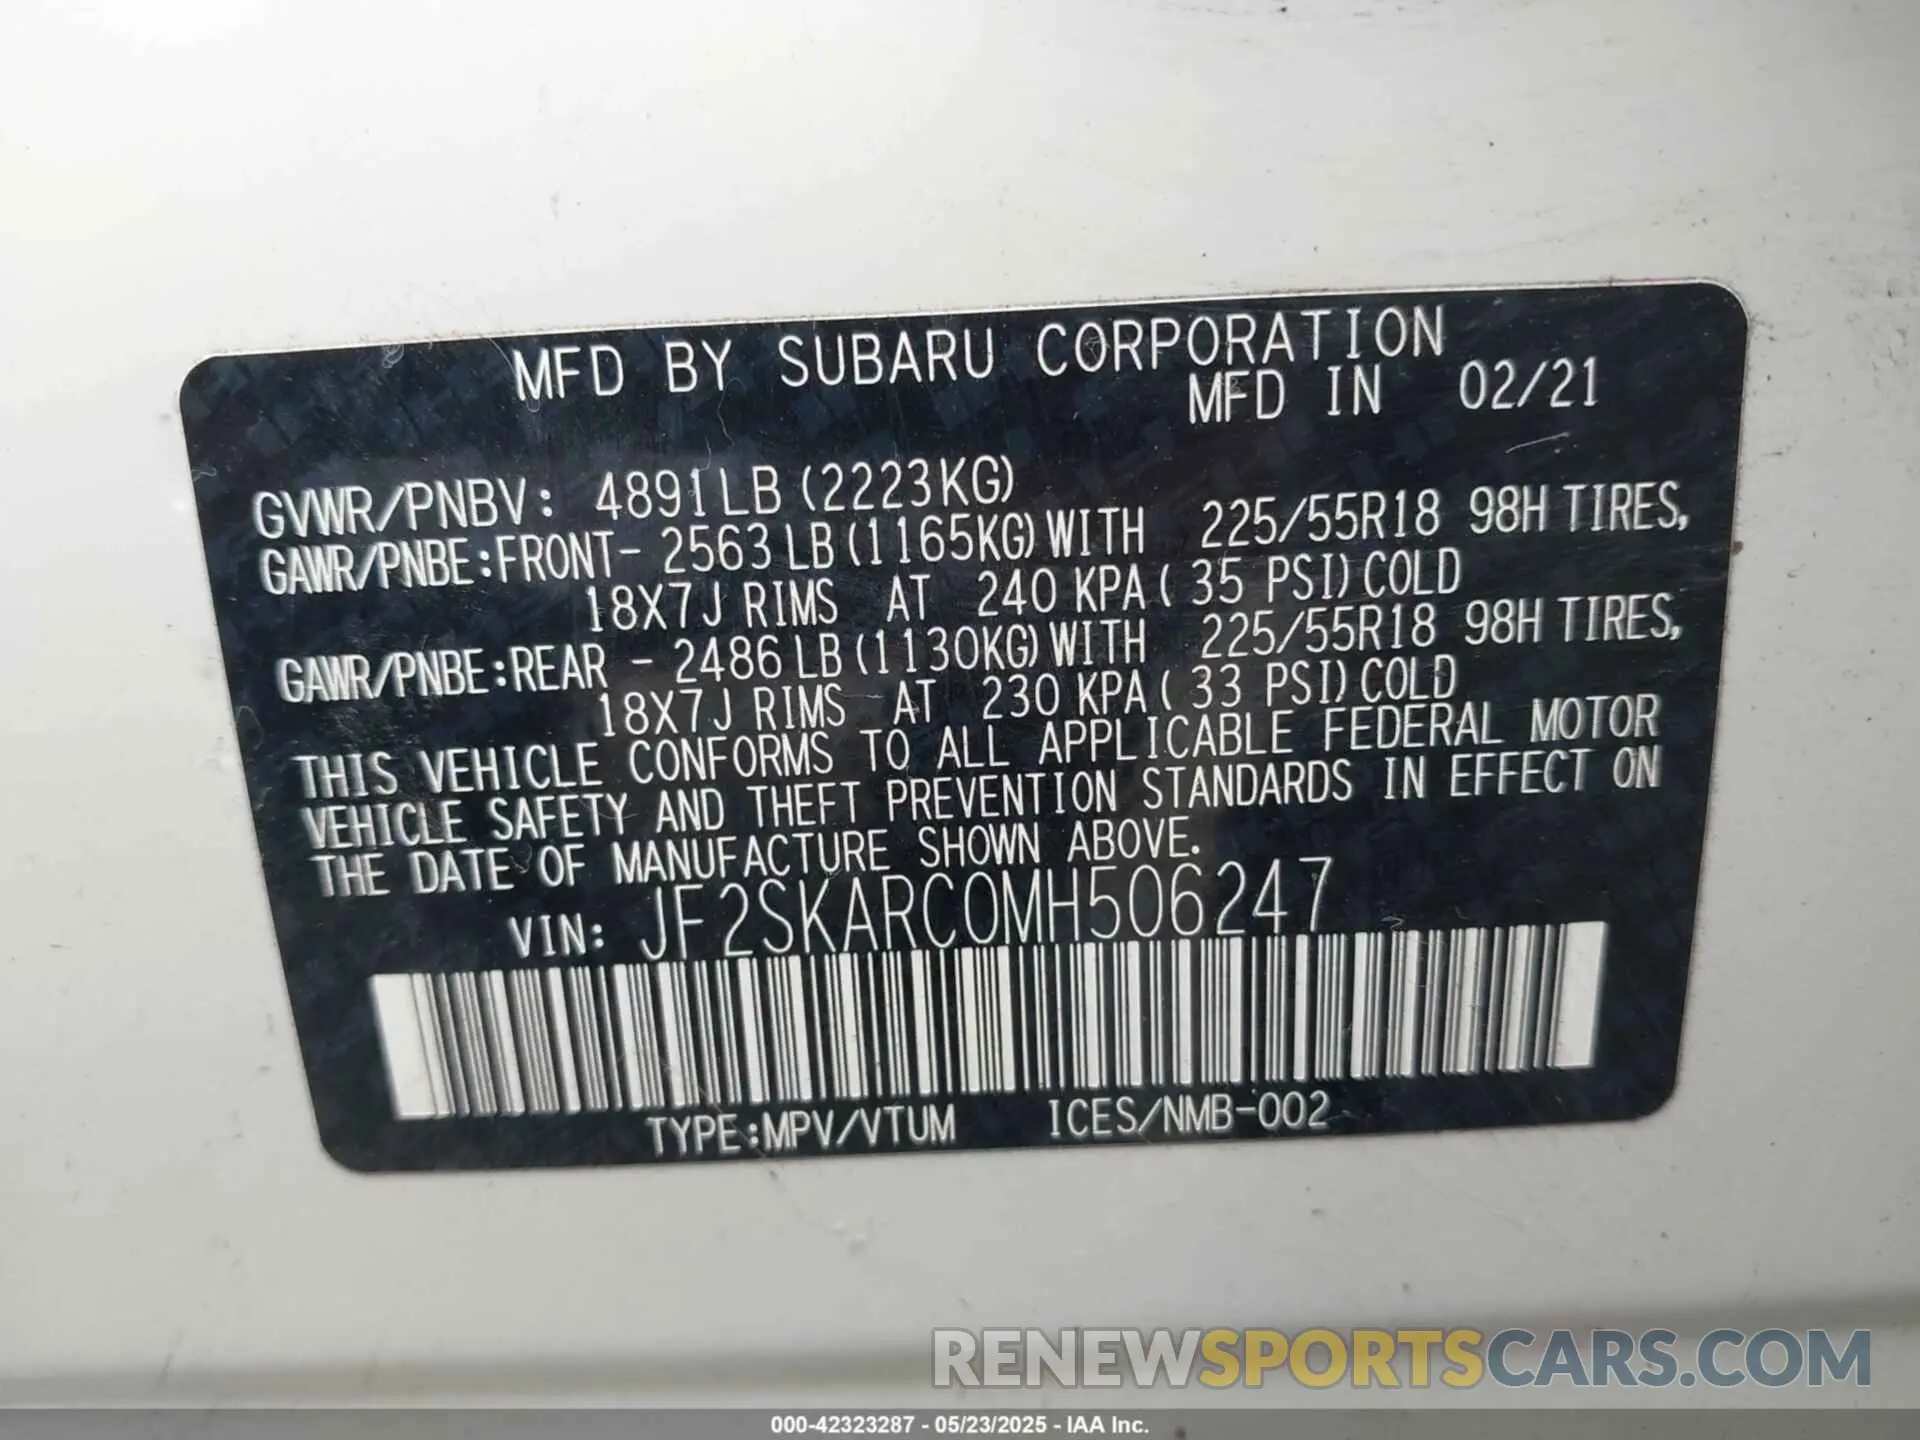 MFD BY SUBARU CORPORATION
MFD IN 02/21
GVWR/PNBV: 4891LB (2223KG)
GAWR/PNBE:FRONT- 2563LB(1165KG)WITH 225/55R18 98H TIRES,
18X7J RIMS AT 240 KPA( 35 PSI)COLD
GAWR/PNBE:REAR - 2486LB(1130KG)WITH 225/55R18 98H TIRES,
18X7J RIMS AT 230 KPA( 33 PSI)COLD
THIS VEHICLE CONFORMS TO ALL APPLICABLE FEDERAL MOTOR
VEHICLE SAFETY AND THEFT PREVENTION STANDARDS IN EFFECT ON
THE DATE OF MANUFACTURE SHOWN ABOVE.
VIN: JF2SKARC0MH506247
TYPE:MPV/VTUM ICES/NMB-002
RENEWSPORTSCARS.COM
000-42323287 - 05/23/2025 - IAA Inc.